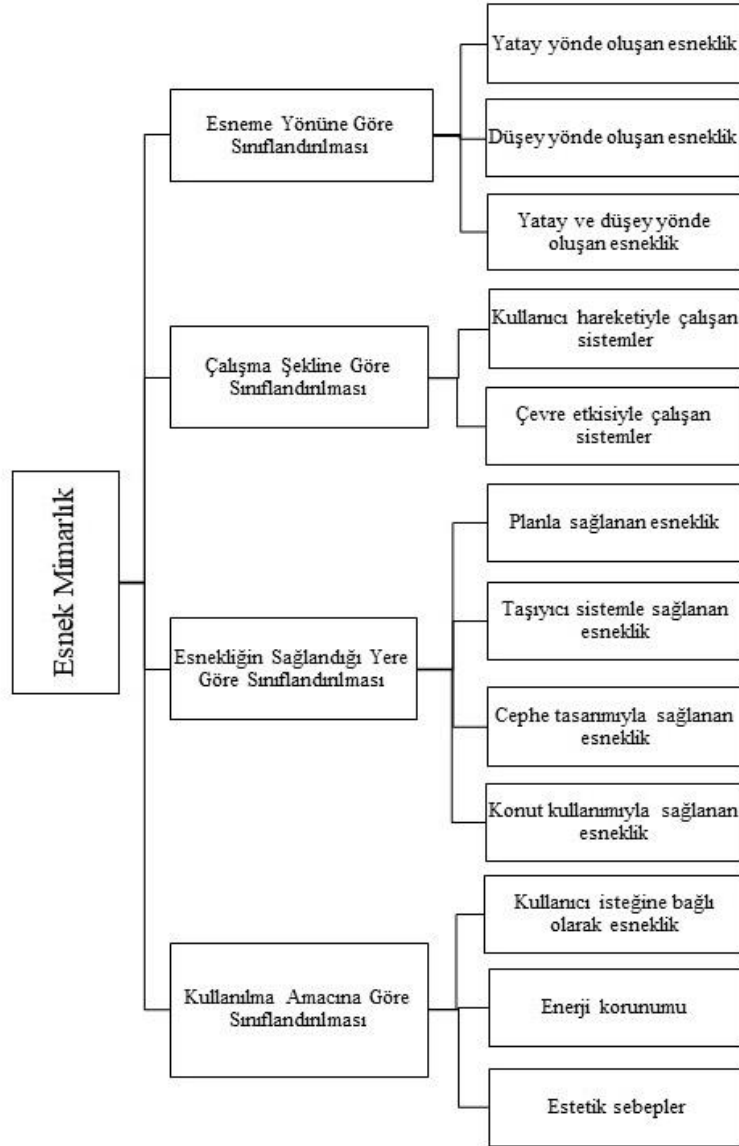 Esnek Mimarlık
Esneme Yönüne Göre
Sınıflandırılması
Yatay yönde oluşan esneklik
Düşey yönde oluşan esneklik
Yatay ve düşey yönde
oluşan esneklik
Çalışma Şekline Göre
Sınıflandırılması
Kullanıcı hareketiyle çalışan
sistemler
Çevre etkisiyle çalışan
sistemler
Esnekliğin Sağlandığı Yere
Göre Sınıflandırılması
Planla sağlanan esneklik
Taşıyıcı sistemle sağlanan
esneklik
Cephe tasarımıyla sağlanan
esneklik
Konut kullanımıyla sağlanan
esneklik
Kullanılma Amacına Göre
Sınıflandırılması
Kullanıcı isteğine bağlı
olarak esneklik
Enerji korunumu
Estetik sebepler